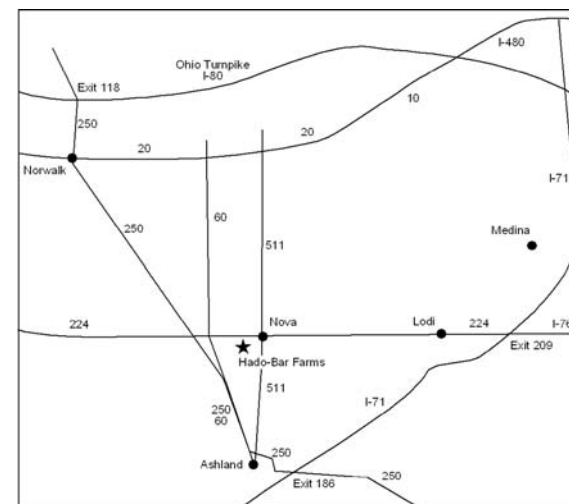 I-480
Ohio Turnpike
I-80
Exit 118
10
250
20
20
Norwalk
I-71
60
250
Medina
511
224
Nova
Lodi
224
I-76
Exit 209
Hado-Bar Farms
511
I-71
250
60
250
Ashland
Exit 186
250